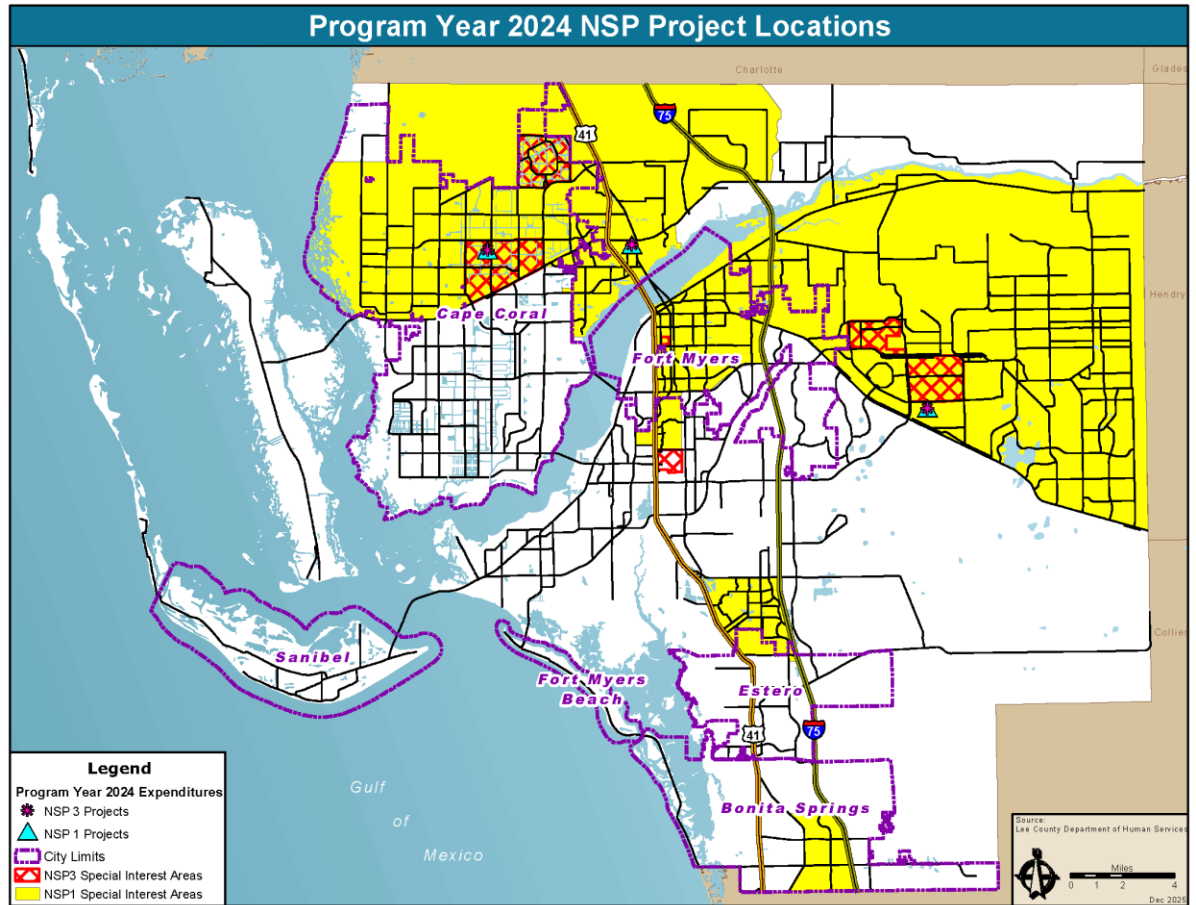 Program Year 2024 NSP Project Locations
Charlotte
Glades
75
41
Hendry
Cape Coral
Fort Myers
Collier
Sanibel
Fort Myers
Beach
Estero
41
75
Bonita Springs
Gulf
of
Mexico
Legend
Program Year 2024 Expenditures
NSP 3 Projects
NSP 1 Projects
City Limits
NSP3 Special Interest Areas
NSP1 Special Interest Areas
Source:
Lee County Department of Human Services
Miles
0 1 2 4
Dec 2025